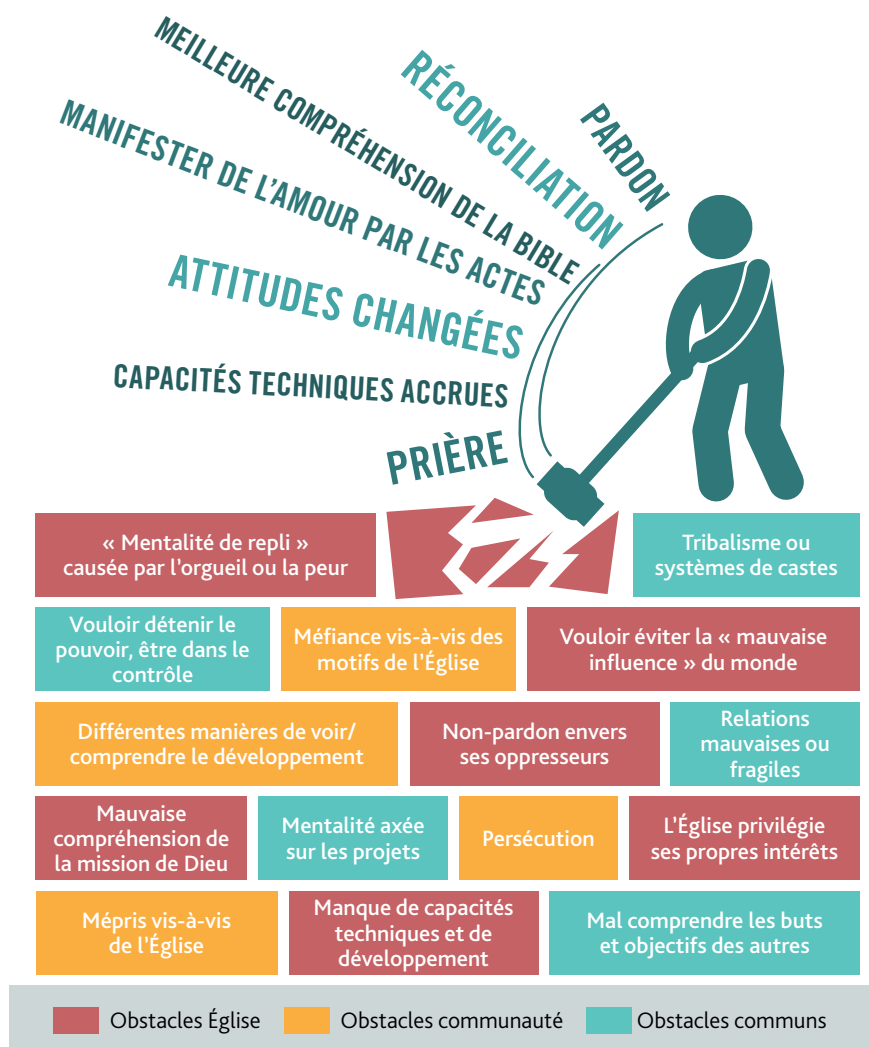 MEILLEURE COMPRÉHENSION DE LA BIBLE
RÉCONCILIATION
PARDON
MANIFESTER DE L'AMOUR PAR LES ACTES
ATTITUDES CHANGÉES
CAPACITÉS TECHNIQUES ACCRUES
PRIÈRE
« Mentalité de repli »
causée par l'orgueil ou la peur
Tribalisme ou
systèmes de castes
Vouloir détenir le
pouvoir, être dans le
contrôle
Méfiance vis-à-vis des
motifs de l'Église
Vouloir éviter la « mauvaise
influence » du monde
Différentes manières de voir/
comprendre le développement
Non-pardon envers
ses oppresseurs
Relations
mauvaises ou
fragiles
Mauvaise
compréhension de
la mission de Dieu
Mentalité axée
sur les projets
Persécution
L'Église privilégie
ses propres intérêts
Mépris vis-à-vis
de l'Église
Manque de capacités
techniques et de
développement
Mal comprendre les buts
et objectifs des autres
Obstacles Église
Obstacles communauté
Obstacles communs